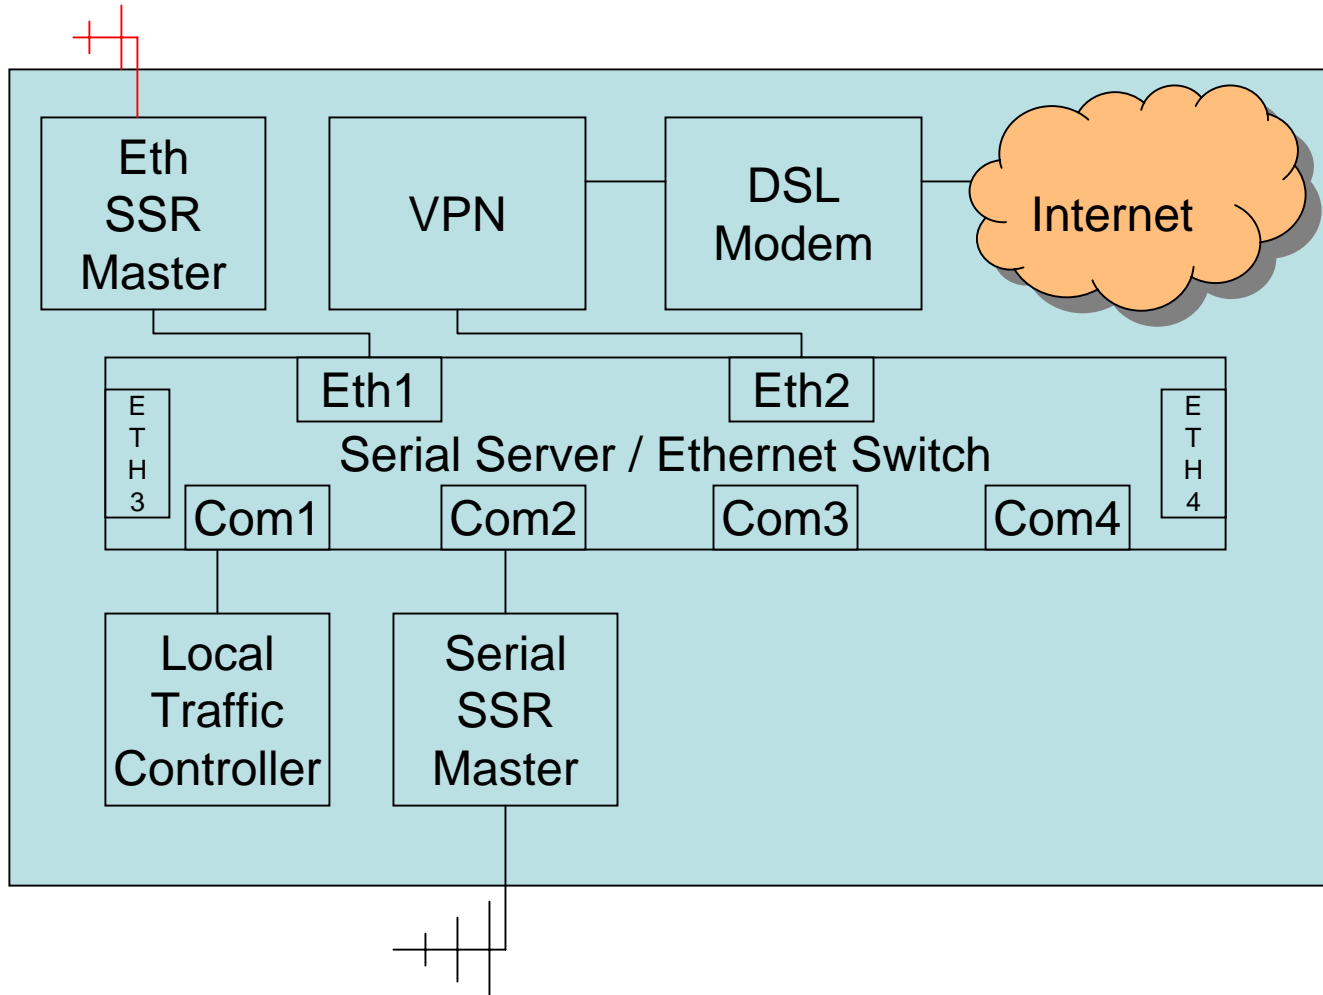 Eth
SSR
Master
VPN
DSL
Modem
Internet
Eth1
Eth2
E
T
H
3
E
T
H
4
Serial Server / Ethernet Switch
Com1
Com2
Com3
Com4
Local
Traffic
Controller
Serial
SSR
Master